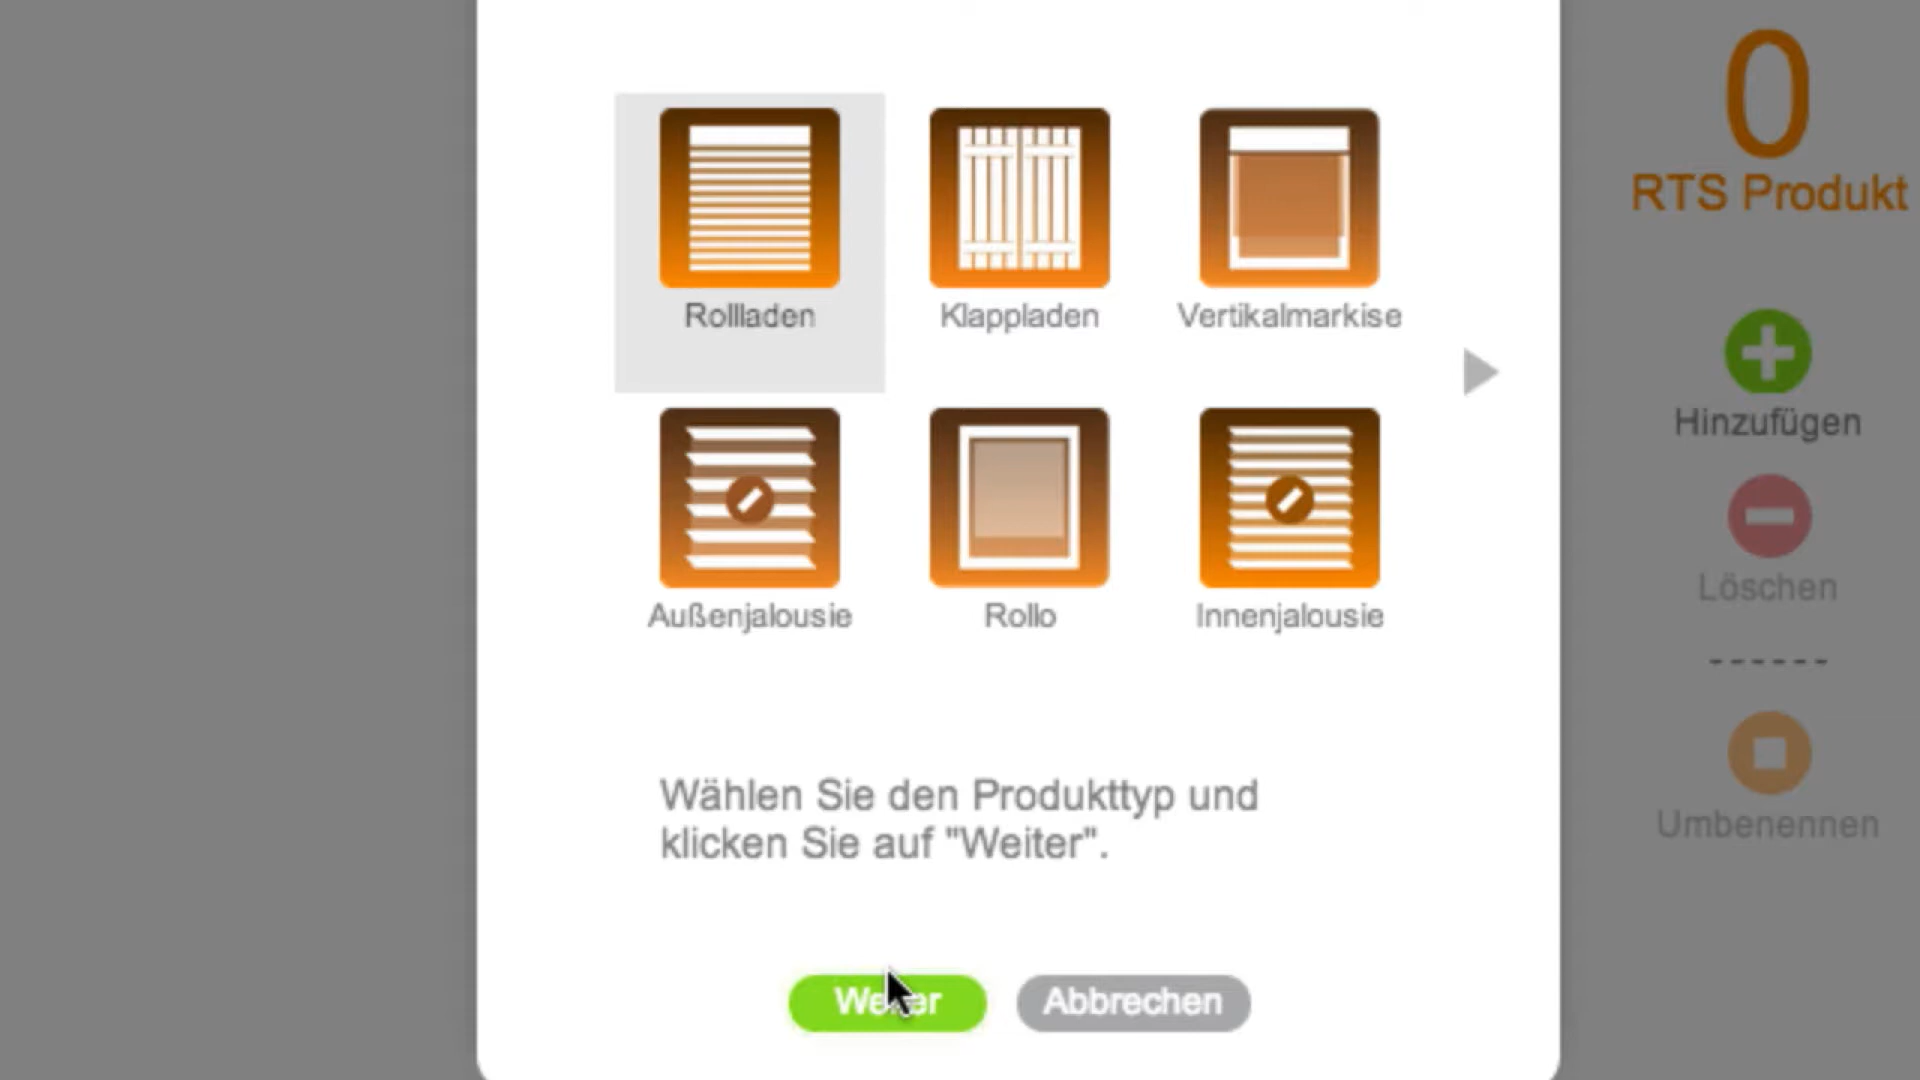 0
RTS Produkt
Rollladen
Klappladen
Vertikalmarkise
Hinzufügen
Außenjalousie
Rollo
Innenjalousie
Löschen
------
Umbenennen
Wählen Sie den Produkttyp und
klicken Sie auf "Weiter".
Weiter
Abbrechen